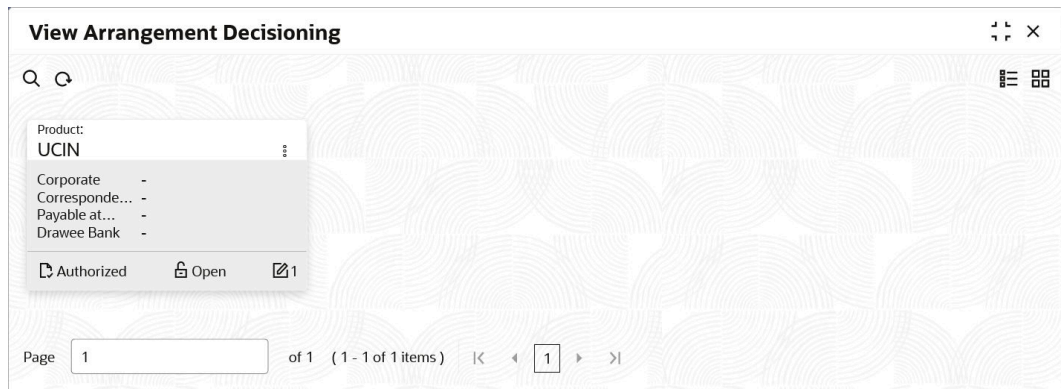 View Arrangement Decisioning
Product:
UCIN
Corporate -
Corresponde... -
Payable at... -
Drawee Bank -
Authorized Open 1
Page 1 of 1 ( 1 - 1 of 1 items ) 1